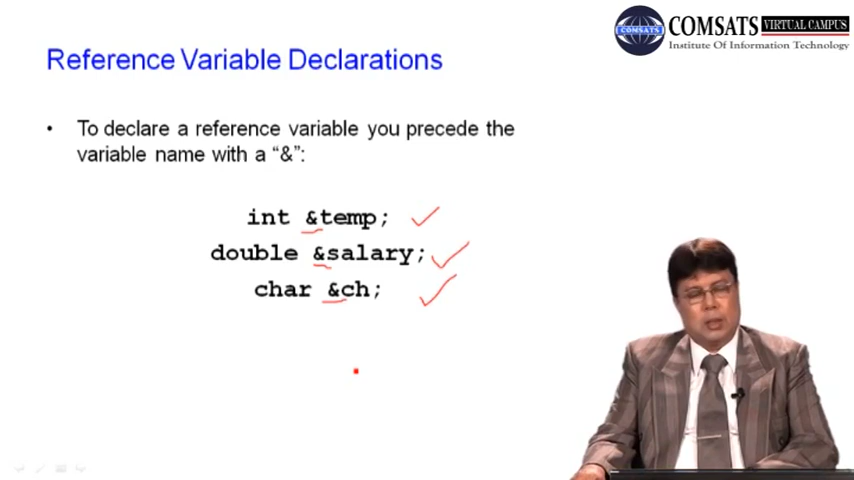 COMSATS VIRTUAL CAMPUS
COMSATS
Institute Of Information Technology
Reference Variable Declarations
• To declare a reference variable you precede the
variable name with a “&”:
int &temp;
double &salary;
char &ch;